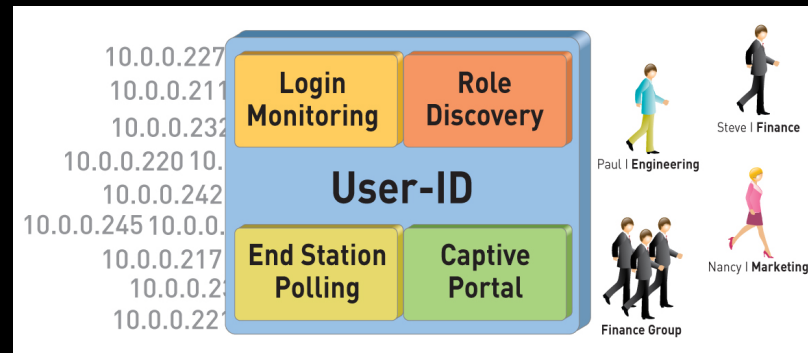 10.0.0.227
10.0.0.211
10.0.0.232
10.0.0.220 10.
10.0.0.242
10.0.0.245 10.0.0.
10.0.0.217
10.0.0.23
10.0.0.221
Login
Monitoring
Role
Discovery
User-ID
End Station
Polling
Captive
Portal
Steve | Finance
Paul | Engineering
Nancy | Marketing
Finance Group